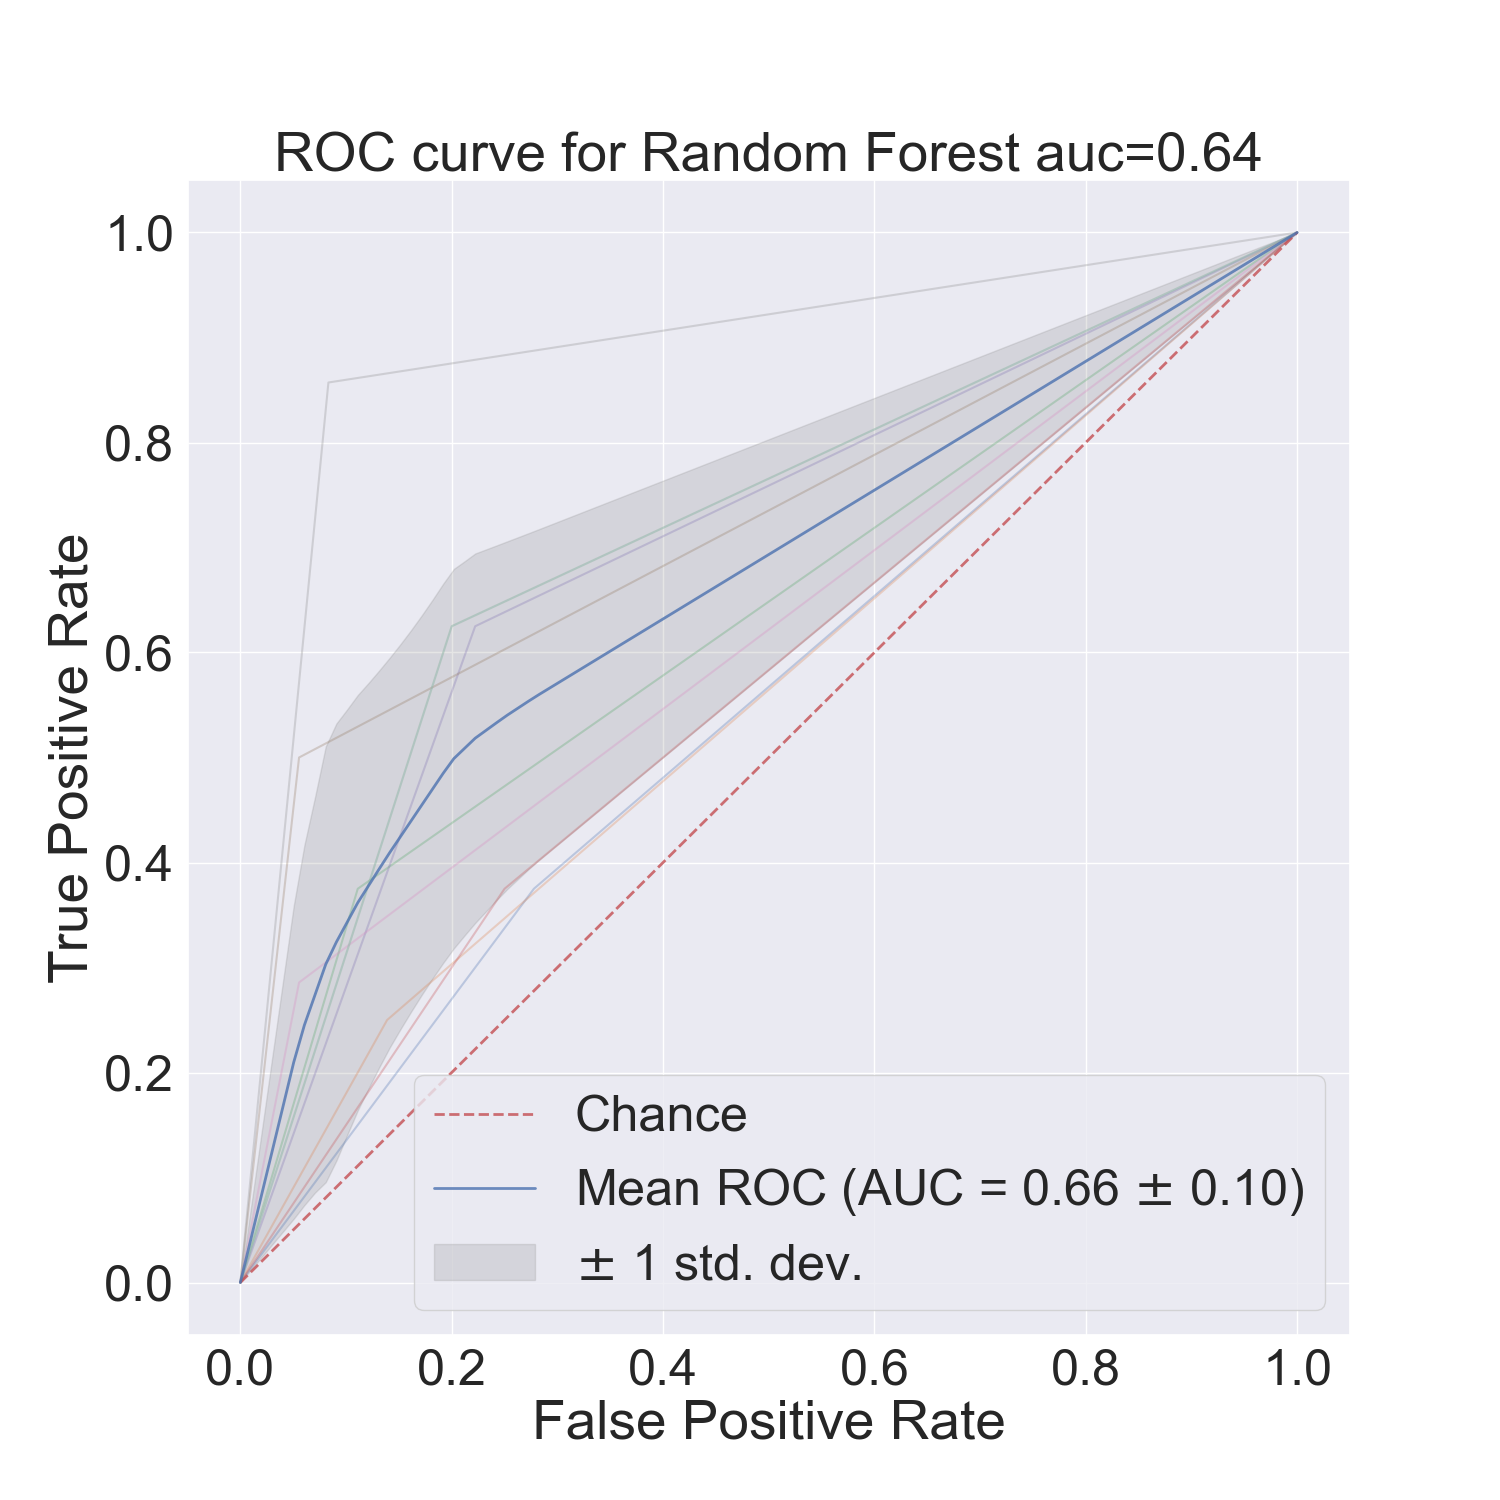 ROC curve for Random Forest auc=0.64
True Positive Rate
1.0
0.8
0.6
0.4
0.2
0.0
Chance
Mean ROC (AUC = 0.66 ± 0.10)
± 1 std. dev.
0.0 0.2 0.4 0.6 0.8 1.0
False Positive Rate